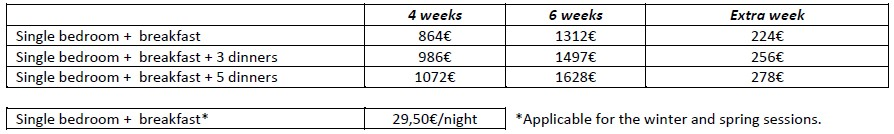 4 weeks 6 weeks Extra week
Single bedroom + breakfast 864€ 1312€ 224€
Single bedroom + breakfast + 3 dinners 986€ 1497€ 256€
Single bedroom + breakfast + 5 dinners 1072€ 1628€ 278€
Single bedroom + breakfast* 29,50€/night *Applicable for the winter and spring sessions.